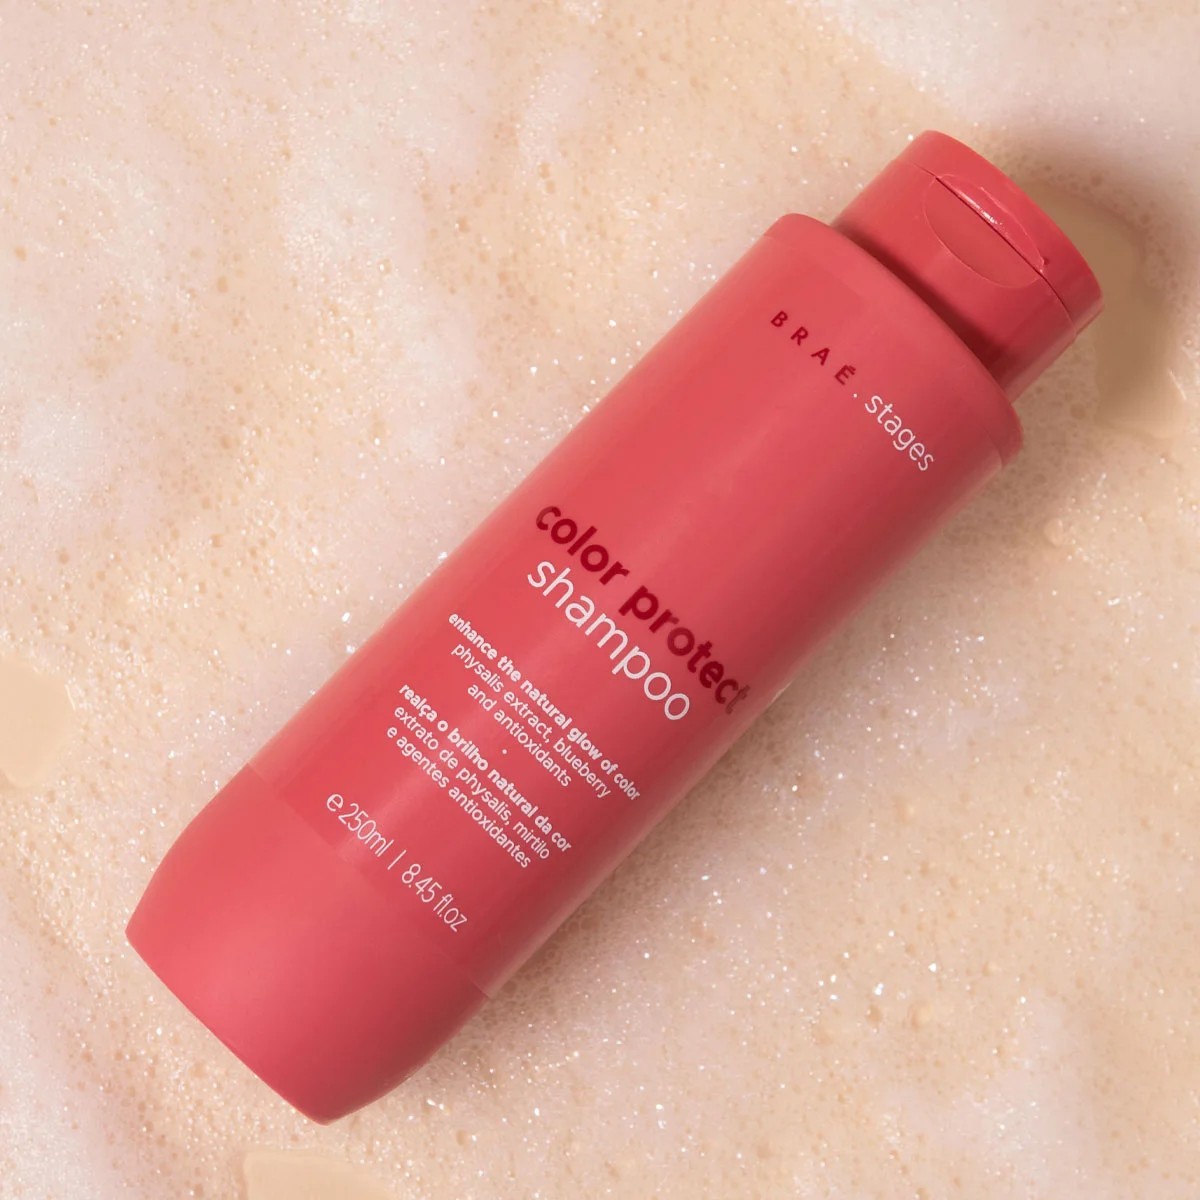 BRAÉ. stages
color protect
shampoo
enhance the natural glow of color
physalis extract, blueberry
and antioxidants
•
realça o brilho natural da cor
extrato de physalis, mirtilo
e agentes antioxidantes
℮250ml | 8.45 fl.oz